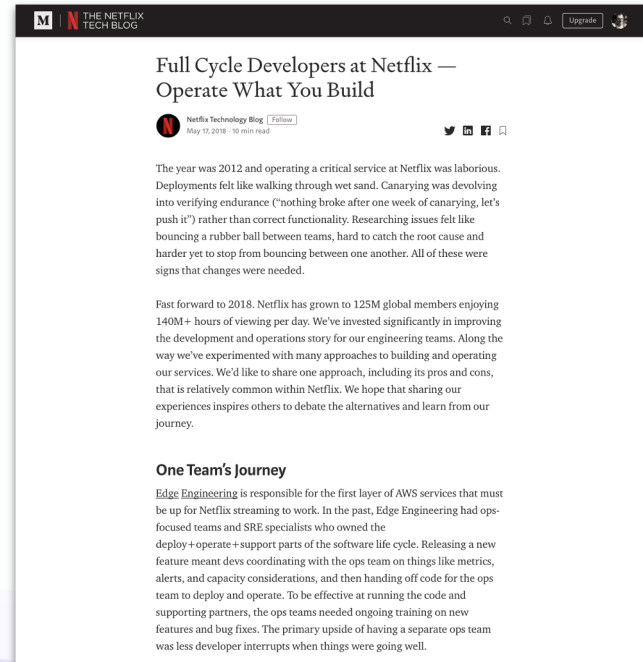 M
THE NETFLIX
TECH BLOG
Upgrade
Full Cycle Developers at Netflix —
Operate What You Build
N
Netflix Technology Blog Follow
May 17, 2018 · 10 min read
The year was 2012 and operating a critical service at Netflix was laborious.
Deployments felt like walking through wet sand. Canarying was devolving
into verifying endurance (“nothing broke after one week of canarying, let’s
push it”) rather than correct functionality. Researching issues felt like
bouncing a rubber ball between teams, hard to catch the root cause and
harder yet to stop from bouncing between one another. All of these were
signs that changes were needed.
Fast forward to 2018. Netflix has grown to 125M global members enjoying
140M+ hours of viewing per day. We’ve invested significantly in improving
the development and operations story for our engineering teams. Along the
way we’ve experimented with many approaches to building and operating
our services. We’d like to share one approach, including its pros and cons,
that is relatively common within Netflix. We hope that sharing our
experiences inspires others to debate the alternatives and learn from our
journey.
One Team’s Journey
Edge Engineering is responsible for the first layer of AWS services that must
be up for Netflix streaming to work. In the past, Edge Engineering had ops-
focused teams and SRE specialists who owned the
deploy+operate+support parts of the software life cycle. Releasing a new
feature meant devs coordinating with the ops team on things like metrics,
alerts, and capacity considerations, and then handing off code for the ops
team to deploy and operate. To be effective at running the code and
supporting partners, the ops teams needed ongoing training on new
features and bug fixes. The primary upside of having a separate ops team
was less developer interrupts when things were going well.